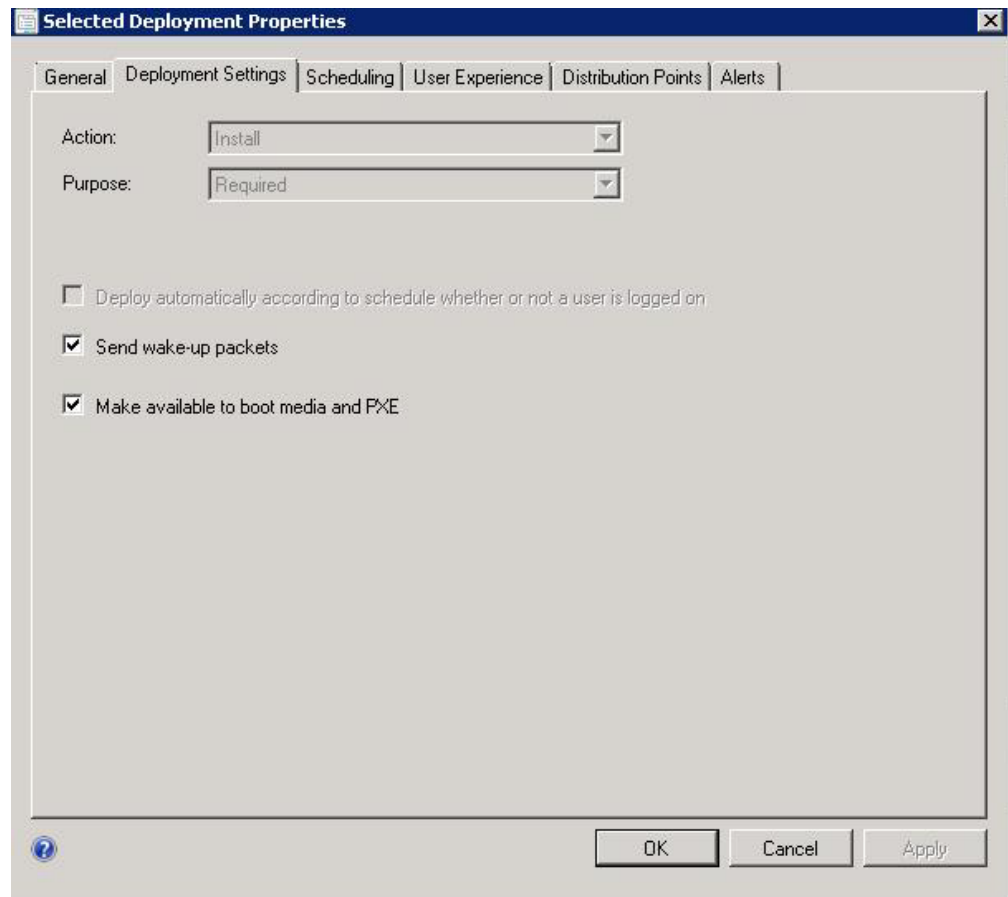 Selected Deployment Properties
General Deployment Settings Scheduling User Experience Distribution Points Alerts
Action: Install
Purpose: Required
Deploy automatically according to schedule whether or not a user is logged on
Send wake-up packets
Make available to boot media and PXE
OK Cancel Apply